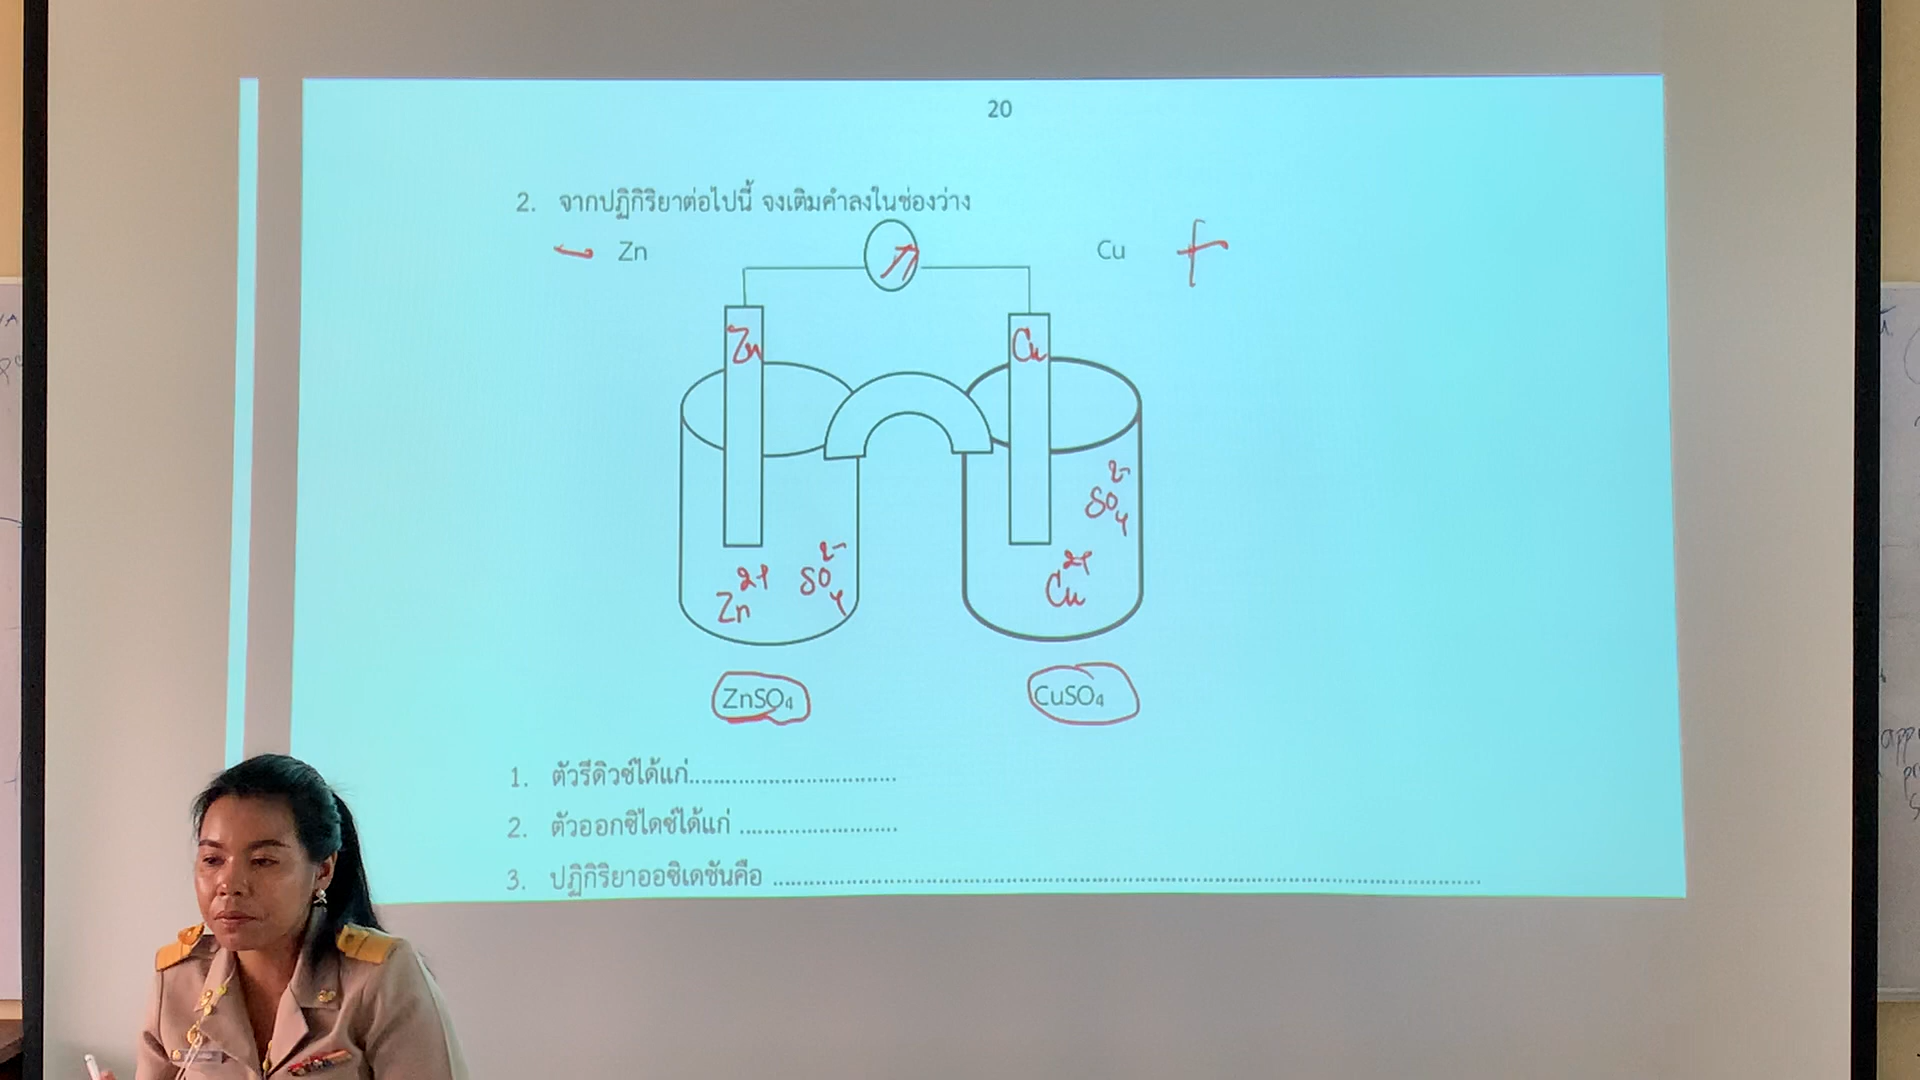 20
2. จากปฏิกิริยาต่อไปนี้ จงเติมคำลงในช่องว่าง
Zn Cu +
Zn Cu
SO₄²⁻
Zn²⁺ SO₄²⁻ Cu²⁺
ZnSO₄ CuSO₄
1. ตัวรีดิวซ์ได้แก่................................
2. ตัวออกซิไดซ์ได้แก่ ..........................
3. ปฏิกิริยาออซิเดชันคือ ................................................................................